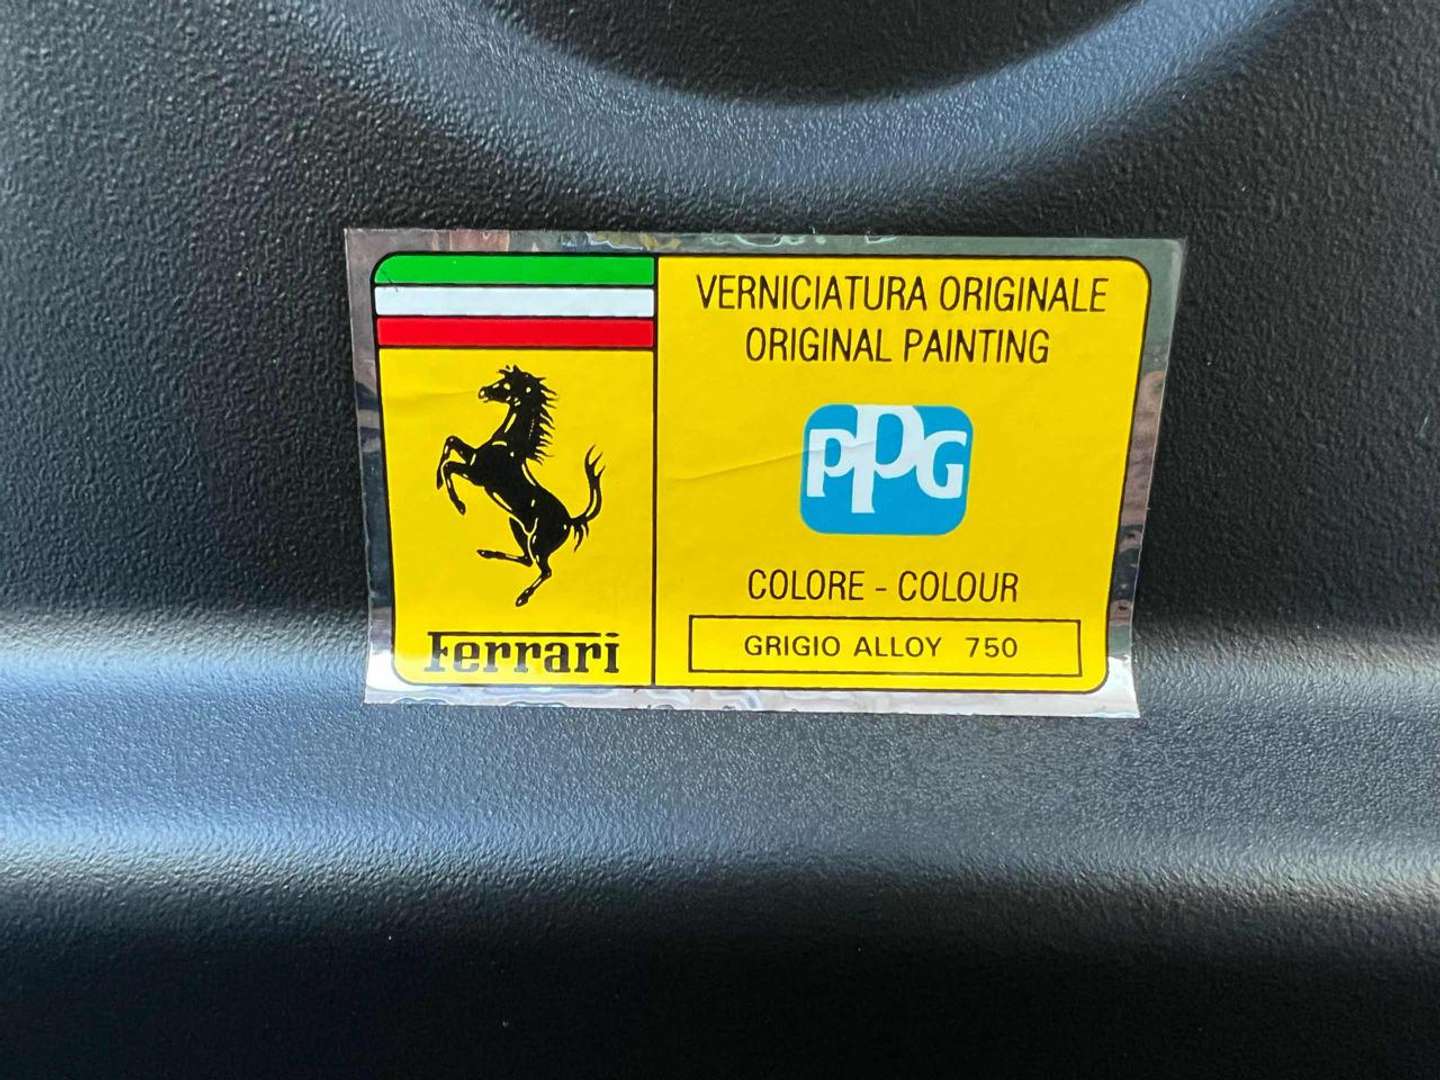 VERNICIATURA ORIGINALE
ORIGINAL PAINTING
PPG
COLORE - COLOUR
GRIGIO ALLOY 750
Ferrari